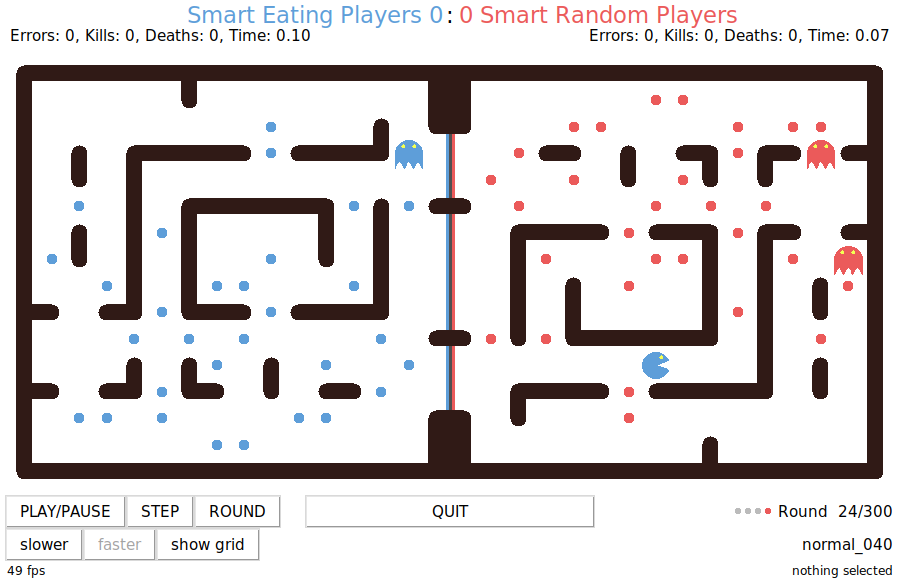 Smart Eating Players 0 : 0 Smart Random Players
Errors: 0, Kills: 0, Deaths: 0, Time: 0.10
Errors: 0, Kills: 0, Deaths: 0, Time: 0.07
PLAY/PAUSE STEP ROUND QUIT Round 24/300
slower faster show grid normal_040
49 fps nothing selected